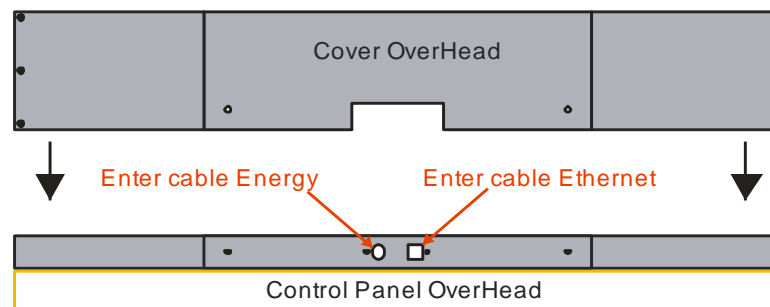 Cover OverHead
Enter cable Energy
Enter cable Ethernet
Control Panel OverHead